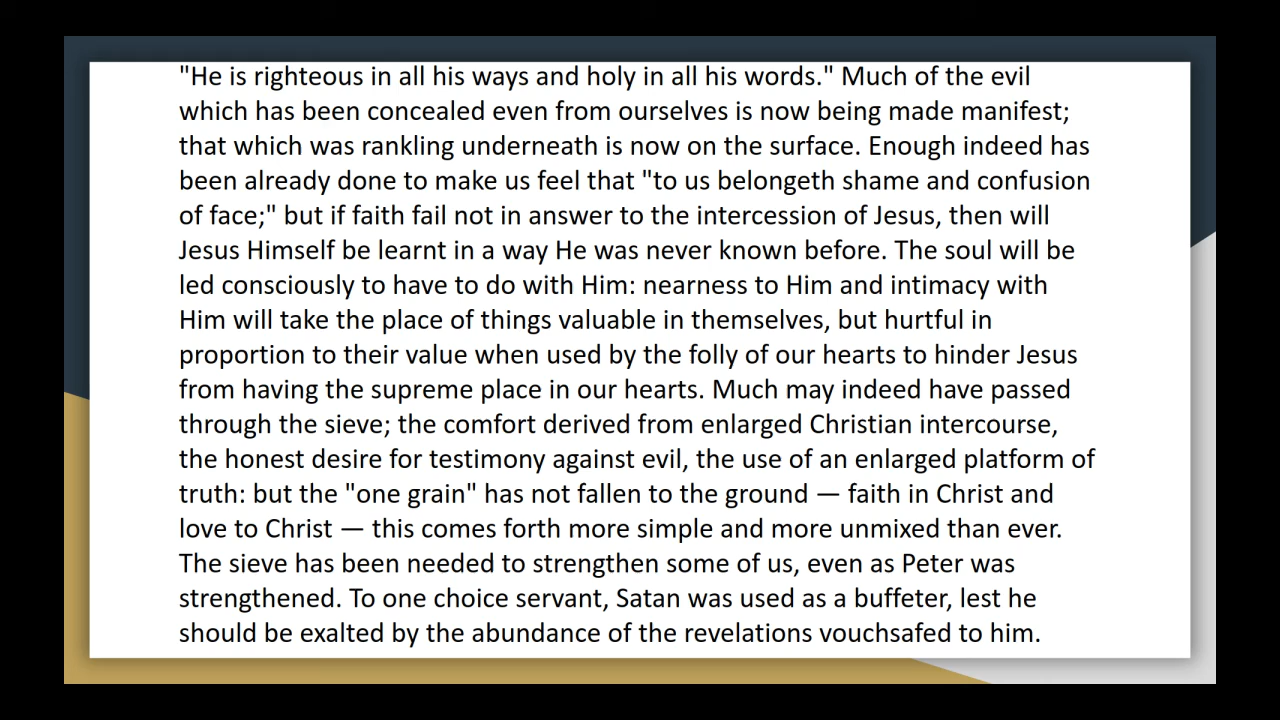 "He is righteous in all his ways and holy in all his words." Much of the evil
which has been concealed even from ourselves is now being made manifest;
that which was rankling underneath is now on the surface. Enough indeed has
been already done to make us feel that "to us belongeth shame and confusion
of face;" but if faith fail not in answer to the intercession of Jesus, then will
Jesus Himself be learnt in a way He was never known before. The soul will be
led consciously to have to do with Him: nearness to Him and intimacy with
Him will take the place of things valuable in themselves, but hurtful in
proportion to their value when used by the folly of our hearts to hinder Jesus
from having the supreme place in our hearts. Much may indeed have passed
through the sieve; the comfort derived from enlarged Christian intercourse,
the honest desire for testimony against evil, the use of an enlarged platform of
truth: but the "one grain" has not fallen to the ground — faith in Christ and
love to Christ — this comes forth more simple and more unmixed than ever.
The sieve has been needed to strengthen some of us, even as Peter was
strengthened. To one choice servant, Satan was used as a buffeter, lest he
should be exalted by the abundance of the revelations vouchsafed to him.